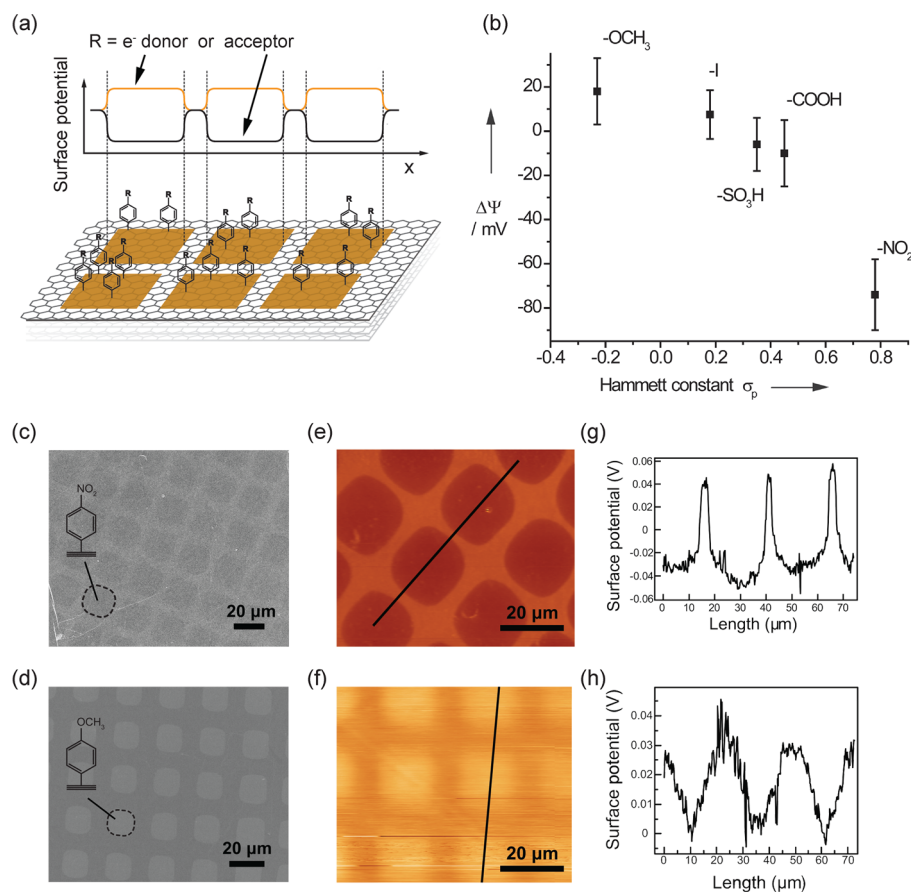 (a)
R = e⁻ donor or acceptor
Surface potential
x
R
R
R
R
R
R
R
R
R
R
R
R
R
R
(b)
-OCH₃
-I
-COOH
-SO₃H
-NO₂
20
0
-20
-40
-60
-80
ΔΨ
/ mV
-0.4 -0.2 0.0 0.2 0.4 0.6 0.8
Hammett constant σₚ
(c)
NO₂
20 µm
(e)
20 µm
(g)
Surface potential (V)
0.06
0.04
0.02
0
-0.02
-0.04
-0.06
0 10 20 30 40 50 60 70
Length (µm)
(d)
OCH₃
20 µm
(f)
20 µm
(h)
Surface potential (V)
0.04
0.03
0.02
0.01
0
0 10 20 30 40 50 60 70
Length (µm)